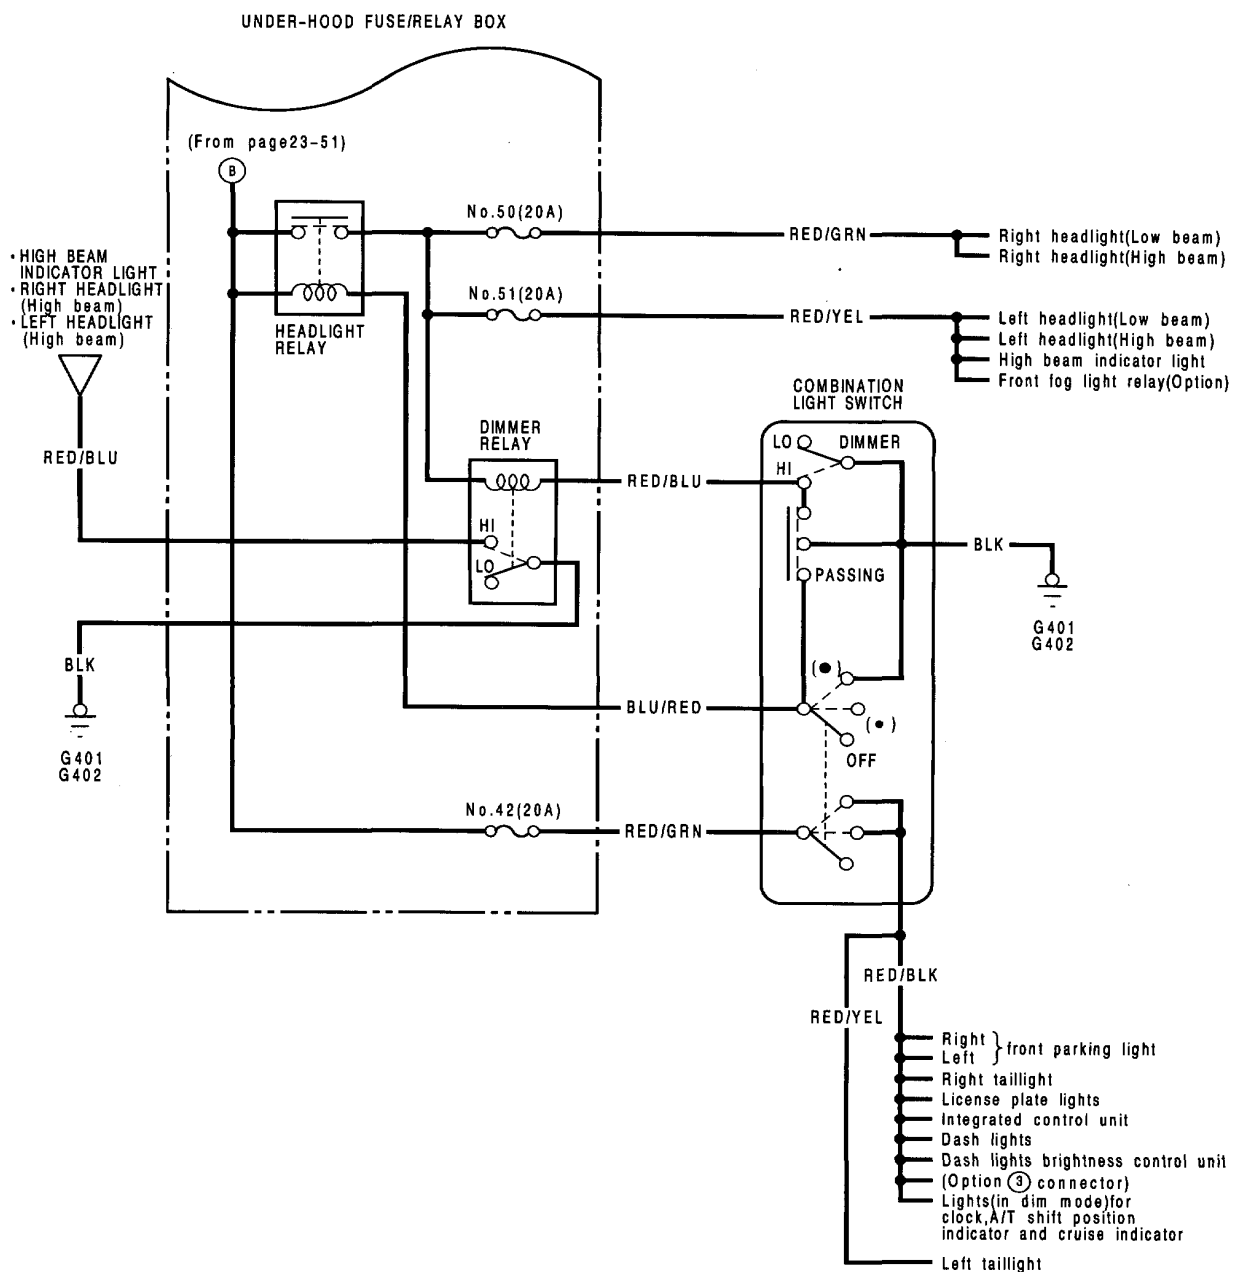 UNDER-HOOD FUSE/RELAY BOX
(From page23-51)
B
No.50(20A)
RED/GRN
Right headlight(Low beam)
Right headlight(High beam)
• HIGH BEAM
INDICATOR LIGHT
• RIGHT HEADLIGHT
(High beam)
• LEFT HEADLIGHT
(High beam)
HEADLIGHT
RELAY
No.51(20A)
RED/YEL
Left headlight(Low beam)
Left headlight(High beam)
High beam indicator light
Front fog light relay(Option)
COMBINATION
LIGHT SWITCH
DIMMER
RELAY
LO
DIMMER
HI
RED/BLU
RED/BLU
HI
LO
PASSING
BLK
G401
G402
BLK
G401
G402
BLU/RED
(●)
(•)
OFF
No.42(20A)
RED/GRN
RED/BLK
RED/YEL
Right
Left
front parking light
Right taillight
License plate lights
Integrated control unit
Dash lights
Dash lights brightness control unit
(Option ③ connector)
Lights(in dim mode)for
clock,A/T shift position
indicator and cruise indicator
Left taillight